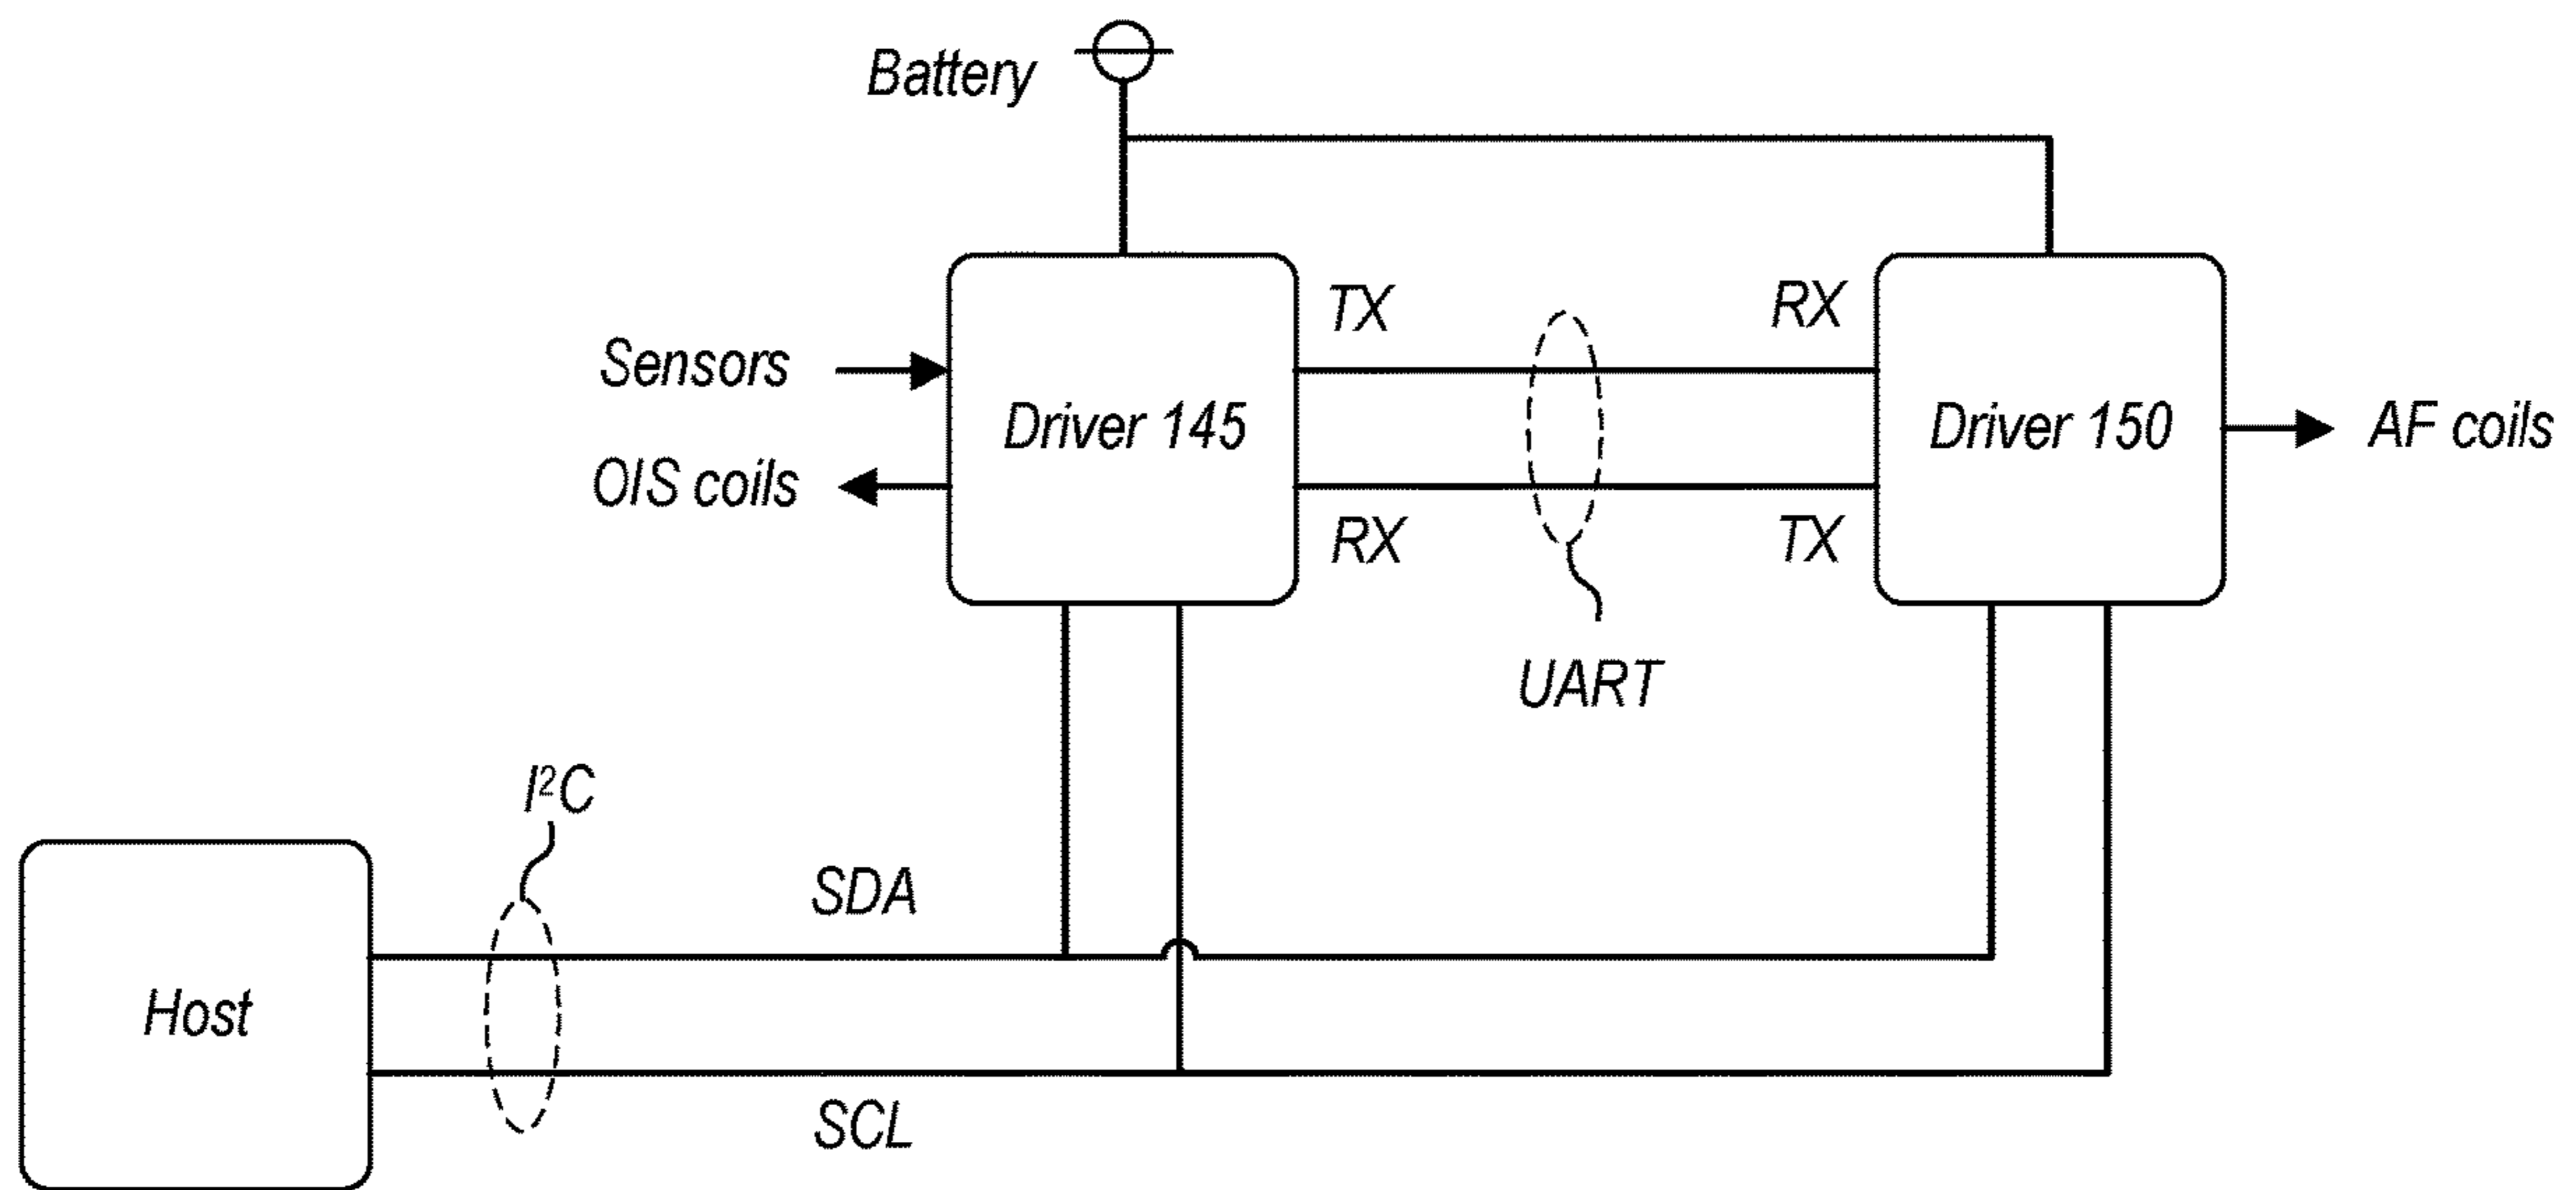 Battery
TX
RX
Sensors
Driver 145
Driver 150
AF coils
OIS coils
RX
TX
UART
I²C
SDA
Host
SCL